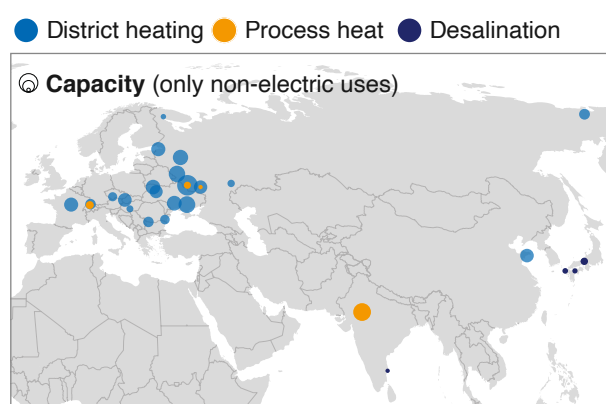 District heating Process heat Desalination
Capacity (only non-electric uses)